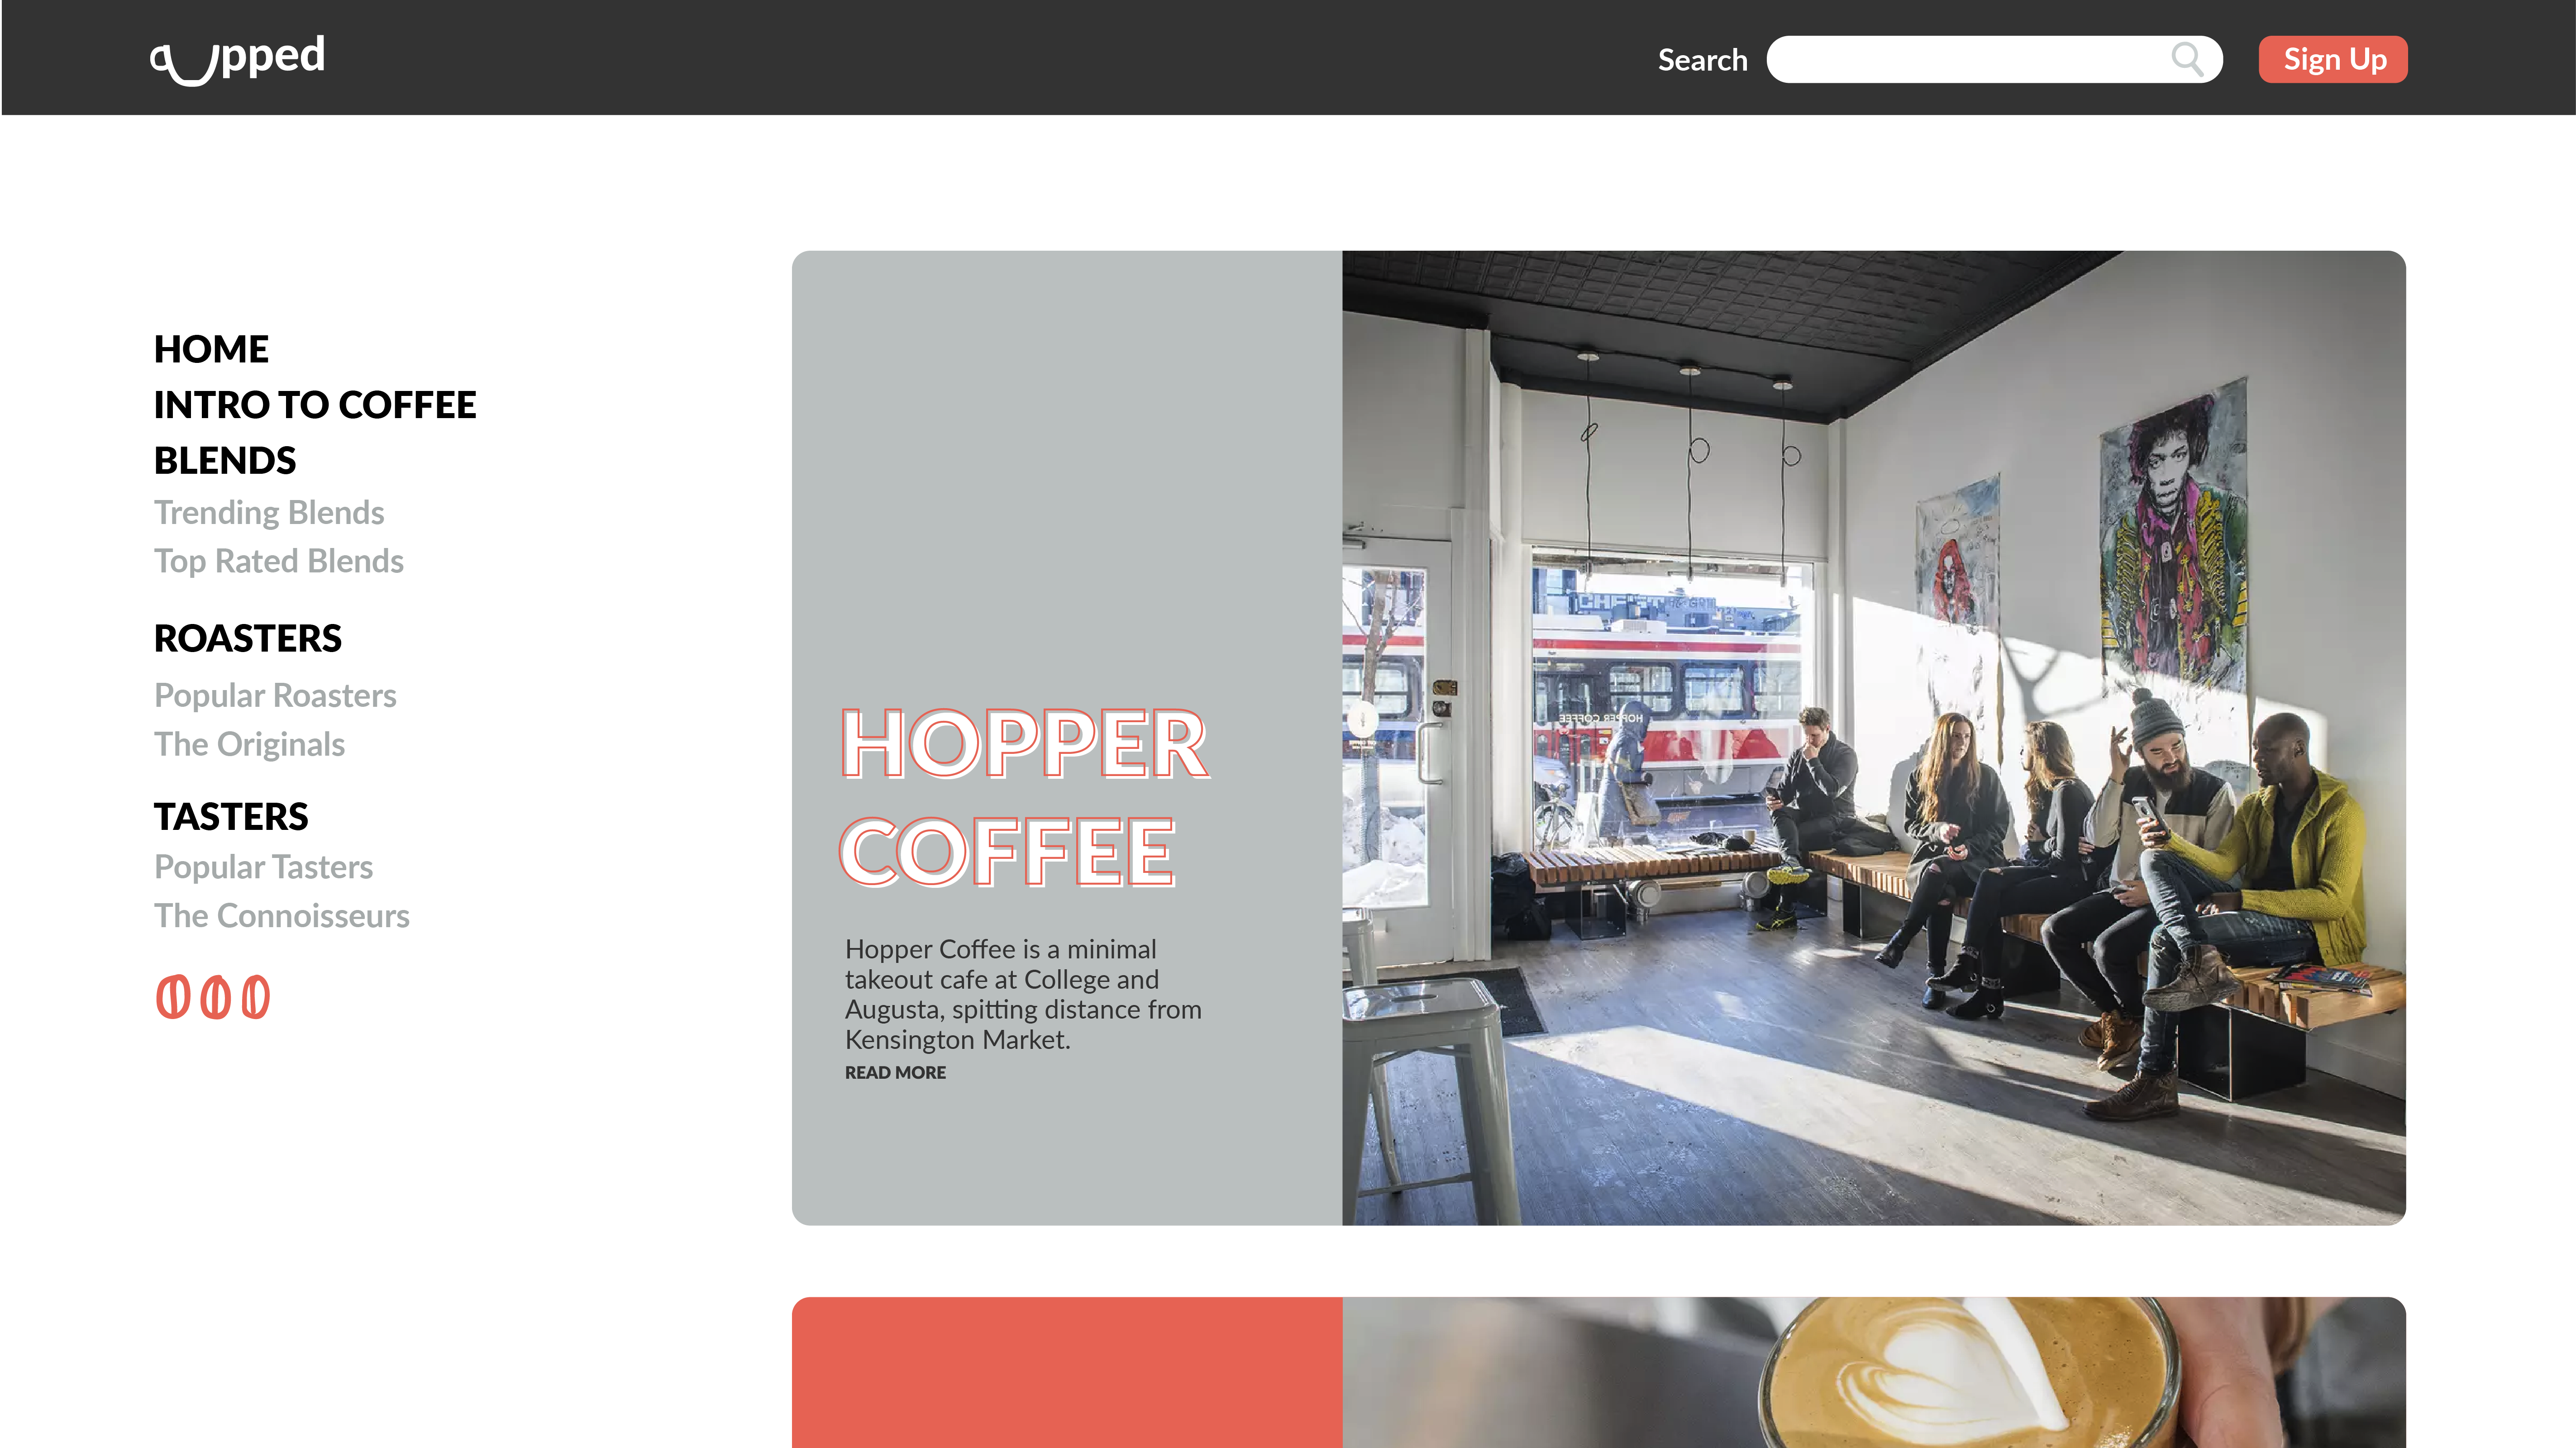 cupped
Search
Sign Up
HOME
INTRO TO COFFEE
BLENDS
Trending Blends
Top Rated Blends
ROASTERS
Popular Roasters
The Originals
TASTERS
Popular Tasters
The Connoisseurs
HOPPER
COFFEE
Hopper Coffee is a minimal
takeout cafe at College and
Augusta, spitting distance from
Kensington Market.
READ MORE
HOPPER COFFEE